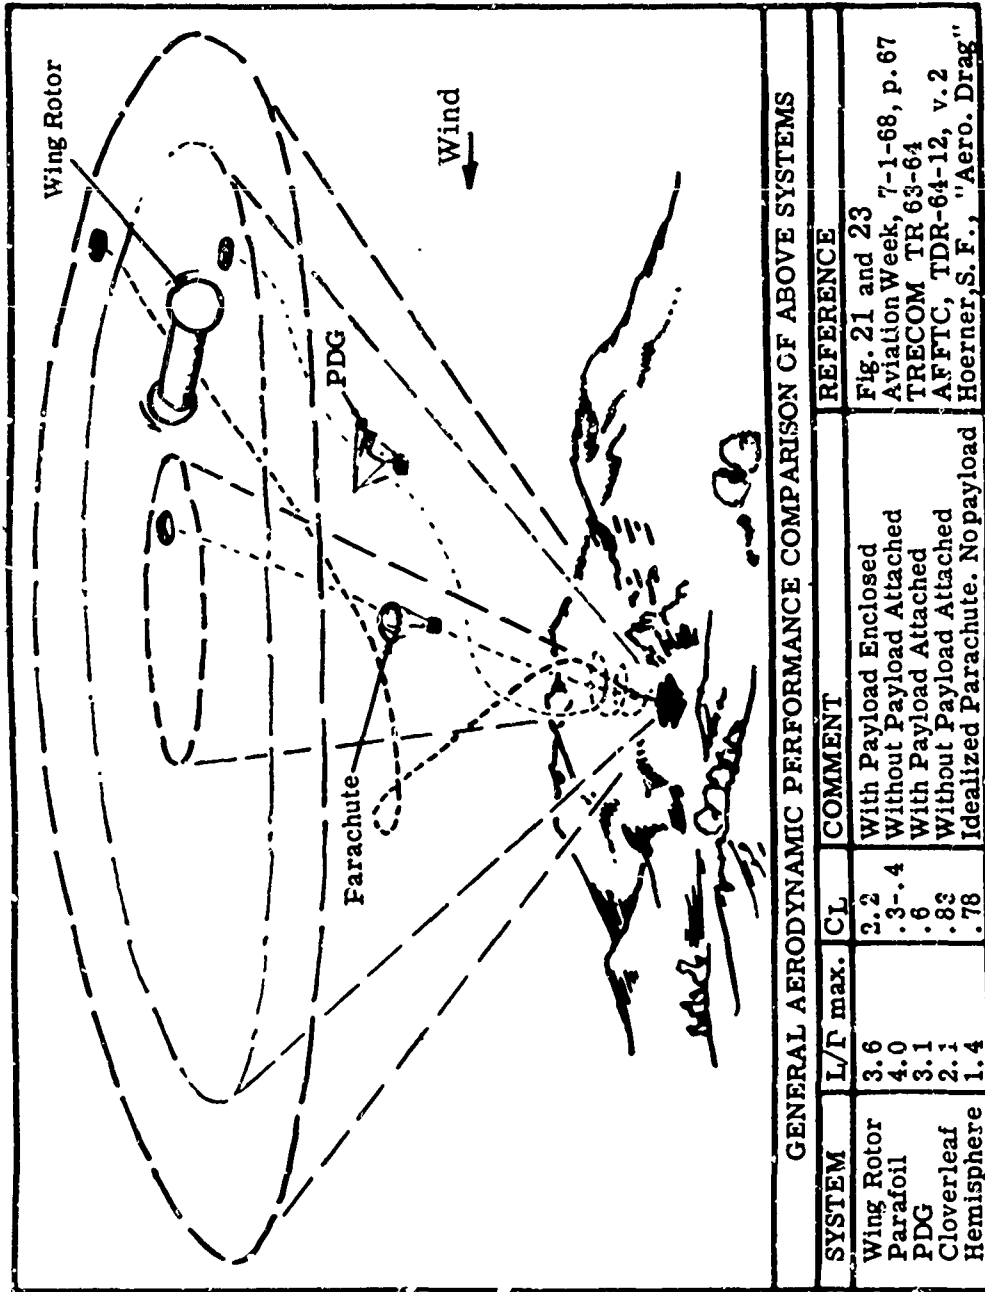 Wing Rotor
Wind
PDG
Parachute
GENERAL AERODYNAMIC PERFORMANCE COMPARISON OF ABOVE SYSTEMS
SYSTEM L/D max. CL COMMENT REFERENCE
Wing Rotor 3.6 2.2 With Payload Enclosed Fig. 21 and 23
Parafoil 4.0 .3-.4 Without Payload Attached Aviation Week, 7-1-68, p. 67
PDG 3.1 .6 With Payload Attached TRECOM TR 63-64
Cloverleaf 2.1 Without Payload Attached AFFTC, TDR-64-12, v. 2
Hemisphere 1.4 .78 Idealized Parachute. No payload Hoerner, S. F., "Aero. Drag"